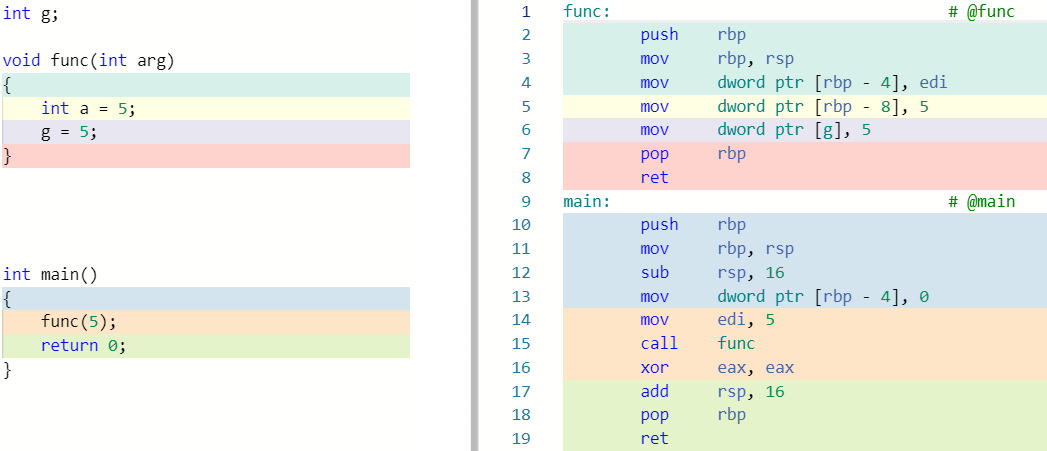 int g;
void func(int arg)
{
int a = 5;
g = 5;
}
int main()
{
func(5);
return 0;
}
1 func: # @func
2 push rbp
3 mov rbp, rsp
4 mov dword ptr [rbp - 4], edi
5 mov dword ptr [rbp - 8], 5
6 mov dword ptr [g], 5
7 pop rbp
8 ret
9 main: # @main
10 push rbp
11 mov rbp, rsp
12 sub rsp, 16
13 mov dword ptr [rbp - 4], 0
14 mov edi, 5
15 call func
16 xor eax, eax
17 add rsp, 16
18 pop rbp
19 ret